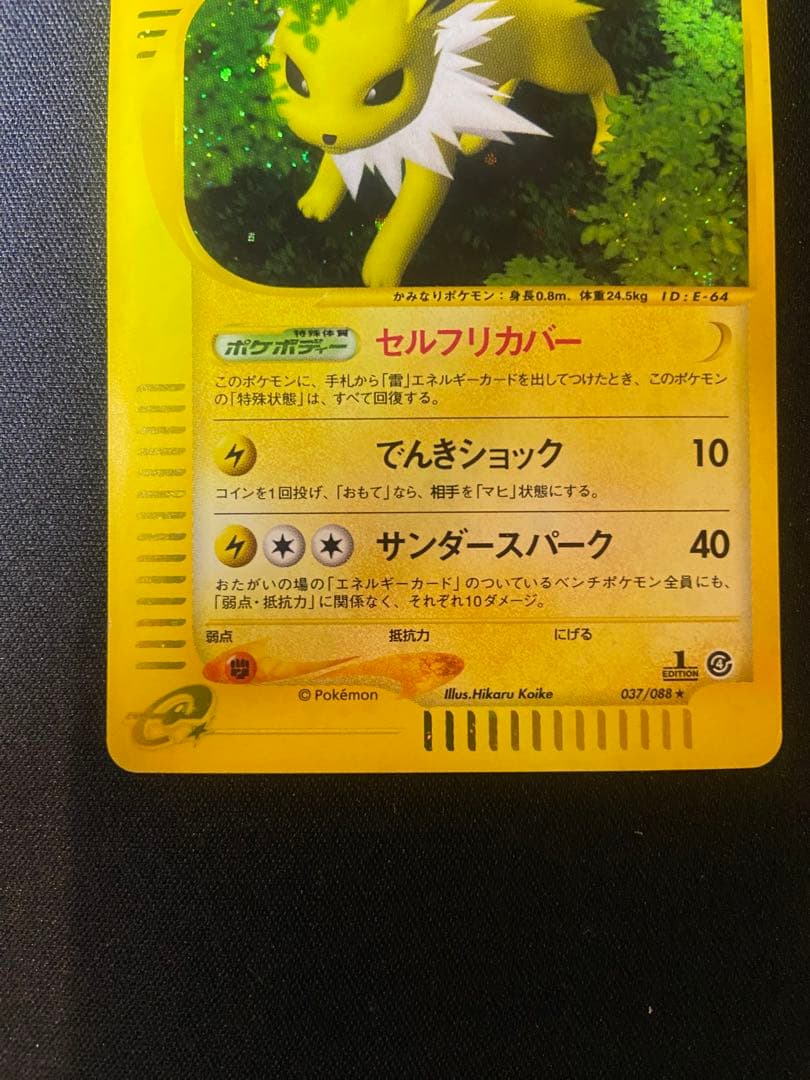 かみなりポケモン：身長0.8m、体重24.5kg ID:E-64
特殊体質
ポケボディー セルフリカバー
このポケモンに、手札から「雷」エネルギーカードを出してつけたとき、このポケモン
の「特殊状態」は、すべて回復する。
でんきショック 10
コインを1回投げ、「おもて」なら、相手を「マヒ」状態にする。
サンダースパーク 40
おたがいの場の「エネルギーカード」のついているベンチポケモン全員にも、
「弱点・抵抗力」に関係なく、それぞれ10ダメージ。
弱点 抵抗力 にげる
1
EDITION 4
© Pokémon Illus.Hikaru Koike 037/088 ★
e